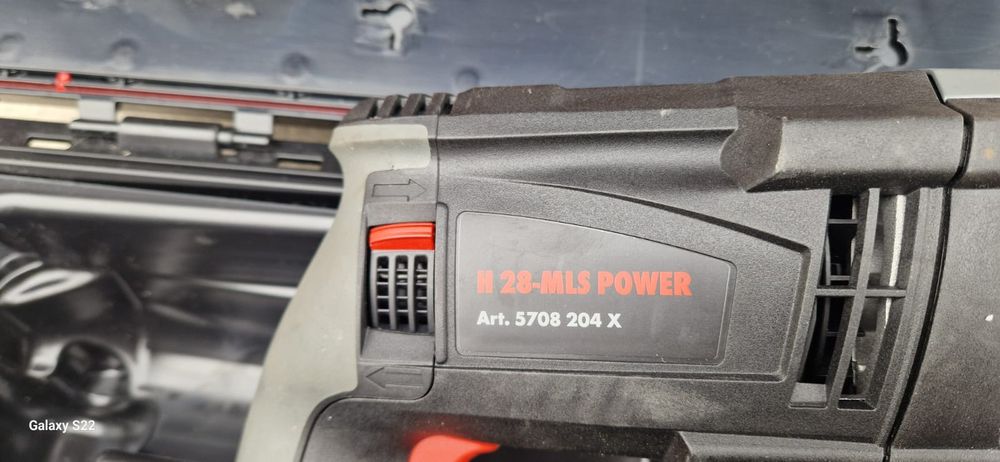 H 28-MLS POWER
Art. 5708 204 X
Galaxy S22